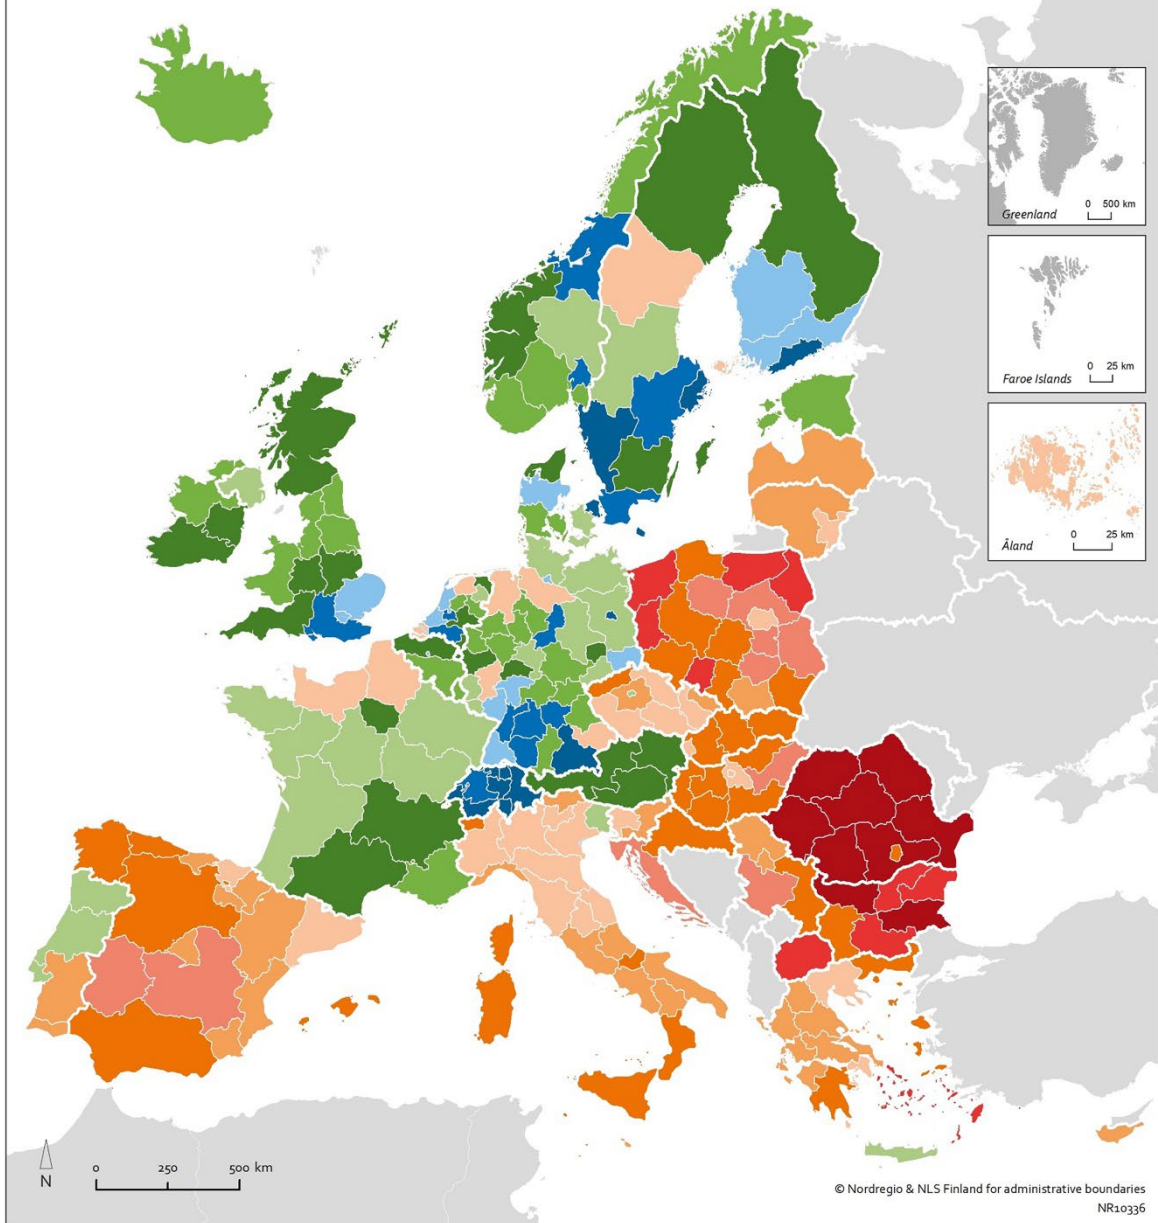 0 500 km
Greenland
0 25 km
Faroe Islands
0 25 km
Åland
N
0 250 500 km
© Nordregio & NLS Finland for administrative boundaries
NR10336